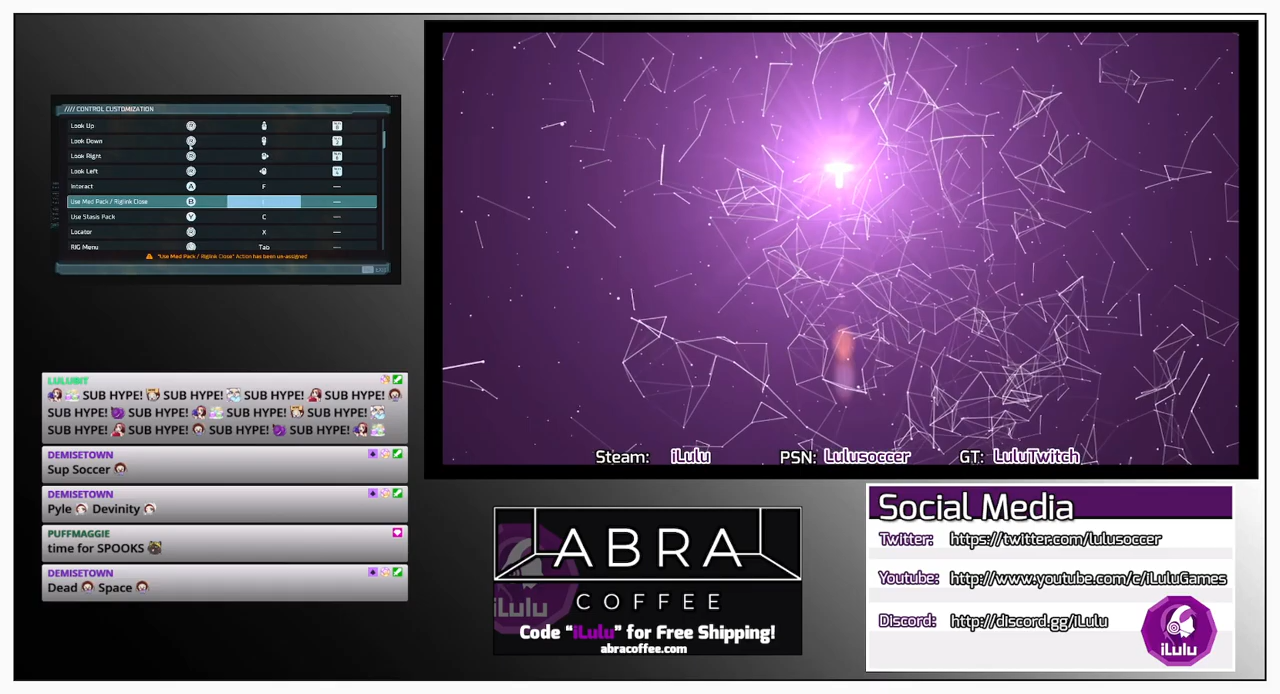 //// CONTROL CUSTOMIZATION
Look Up
Look Down
Look Right
Look Left
Interact A F —
Use Med Pack / Riglink Close B —
Use Stasis Pack Y C —
Locator X —
RIG Menu Tab —
"Use Med Pack / Riglink Close" Action has been un-assigned
LULUBIT
SUB HYPE! SUB HYPE! SUB HYPE! SUB HYPE!
SUB HYPE! SUB HYPE! SUB HYPE! SUB HYPE!
SUB HYPE! SUB HYPE! SUB HYPE! SUB HYPE!
DEMISETOWN
Sup Soccer
DEMISETOWN
Pyle Devinity
PUFFMAGGIE
time for SPOOKS
DEMISETOWN
Dead Space
Steam: iLulu PSN: Lulusoccer GT: LuluTwitch
iLulu
ABRA
COFFEE
Code "iLulu" for Free Shipping!
abracoffee.com
Social Media
Twitter: https://twitter.com/lulusoccer
Youtube: http://www.youtube.com/c/iLuluGames
Discord: http://discord.gg/iLulu
iLulu